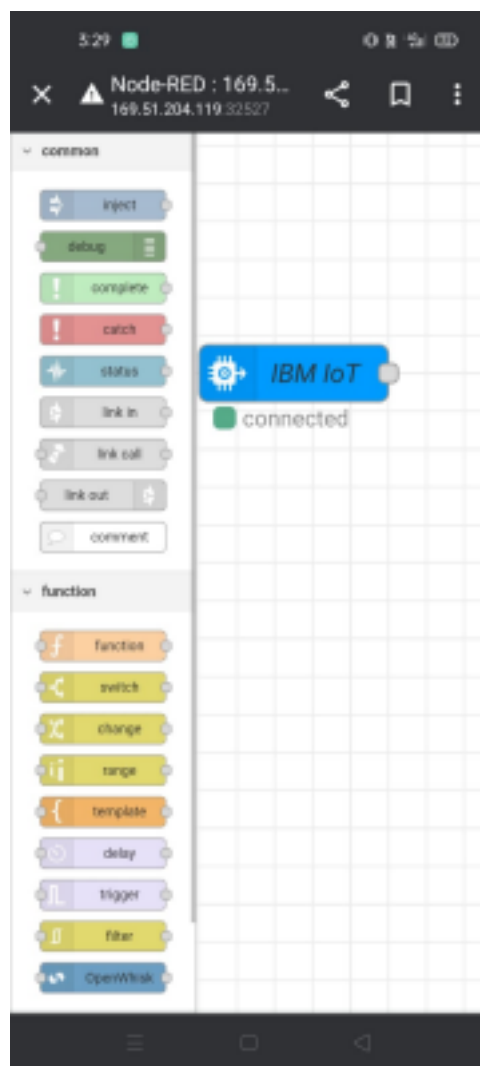 5:29
Node-RED : 169.5...
169.51.204.119:32527
common
inject
debug
complete
catch
status
link in
link call
link out
comment
IBM IoT
connected
function
function
switch
change
range
template
delay
trigger
filter
OpenWhisk